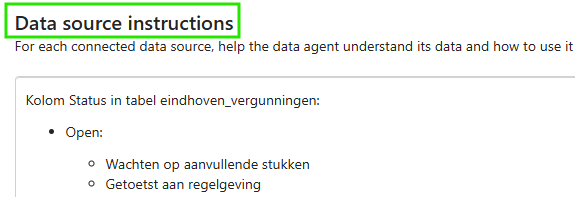 Data source instructions
For each connected data source, help the data agent understand its data and how to use it
Kolom Status in tabel eindhoven_vergunningen:
Open:
Wachten op aanvullende stukken
Getoetst aan regelgeving